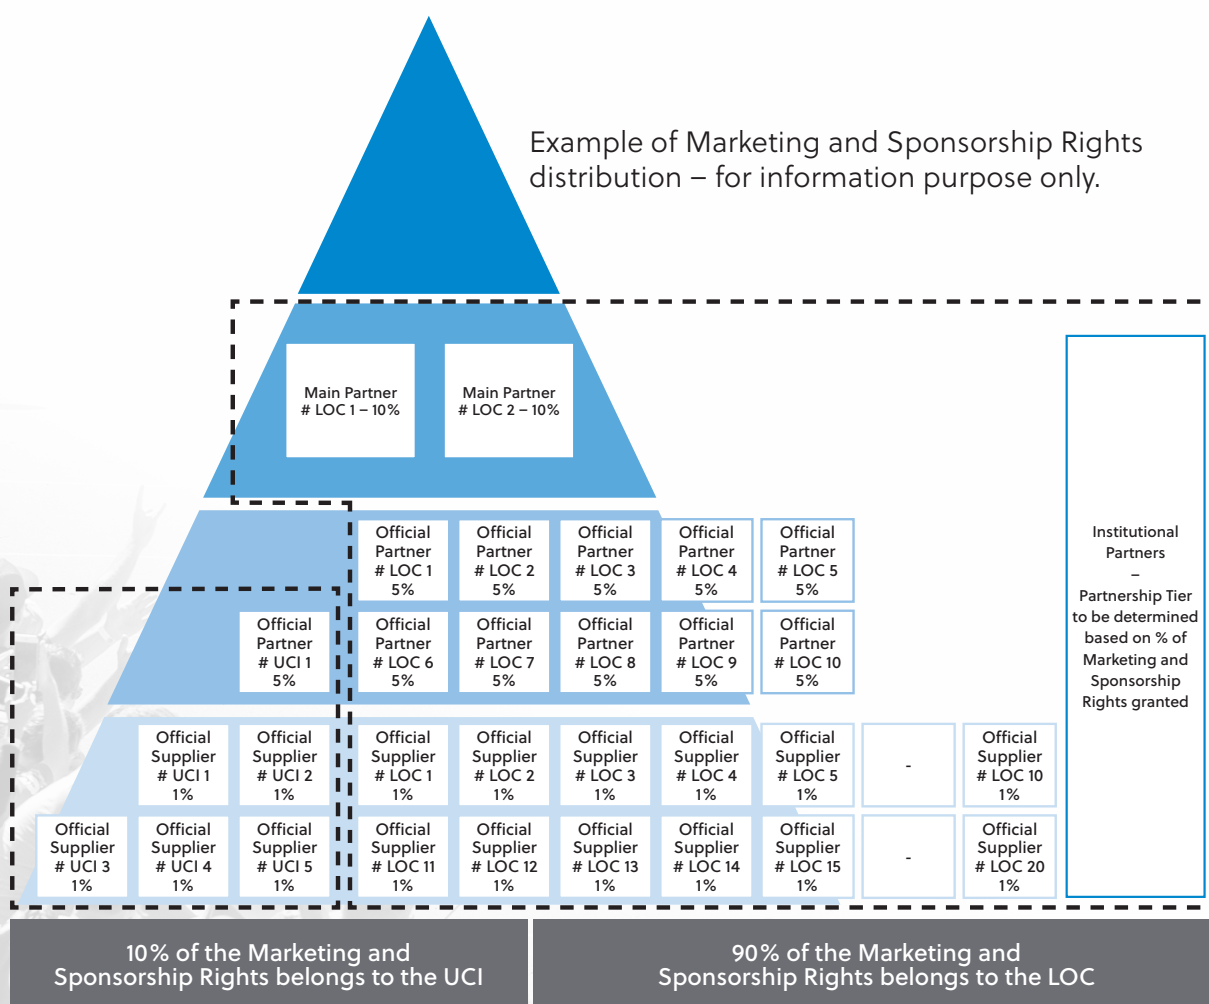 Example of Marketing and Sponsorship Rights
distribution – for information purpose only.
Main Partner
# LOC 1 – 10%
Main Partner
# LOC 2 – 10%
Official
Partner
# LOC 1
5%
Official
Partner
# LOC 2
5%
Official
Partner
# LOC 3
5%
Official
Partner
# LOC 4
5%
Official
Partner
# LOC 5
5%
Official
Partner
# UCI 1
5%
Official
Partner
# LOC 6
5%
Official
Partner
# LOC 7
5%
Official
Partner
# LOC 8
5%
Official
Partner
# LOC 9
5%
Official
Partner
# LOC 10
5%
Official
Supplier
# UCI 1
1%
Official
Supplier
# UCI 2
1%
Official
Supplier
# LOC 1
1%
Official
Supplier
# LOC 2
1%
Official
Supplier
# LOC 3
1%
Official
Supplier
# LOC 4
1%
Official
Supplier
# LOC 5
1%
-
Official
Supplier
# LOC 10
1%
Official
Supplier
# UCI 3
1%
Official
Supplier
# UCI 4
1%
Official
Supplier
# UCI 5
1%
Official
Supplier
# LOC 11
1%
Official
Supplier
# LOC 12
1%
Official
Supplier
# LOC 13
1%
Official
Supplier
# LOC 14
1%
Official
Supplier
# LOC 15
1%
-
Official
Supplier
# LOC 20
1%
Institutional
Partners
–
Partnership Tier
to be determined
based on % of
Marketing and
Sponsorship
Rights granted
10% of the Marketing and
Sponsorship Rights belongs to the UCI
90% of the Marketing and
Sponsorship Rights belongs to the LOC